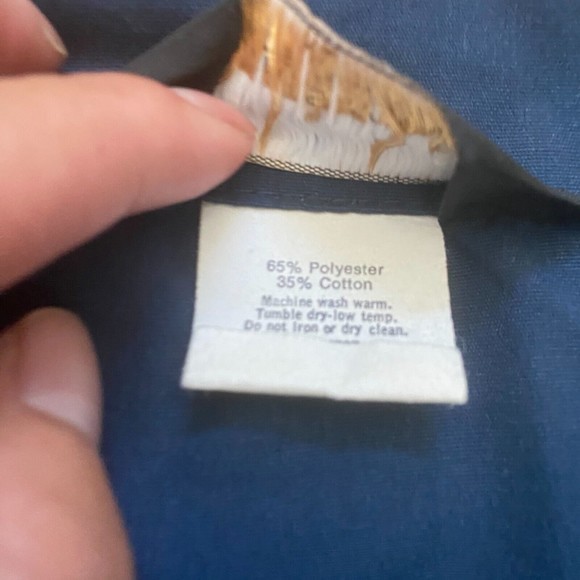 65% Polyester
35% Cotton
Machine wash warm.
Tumble dry-low temp.
Do not Iron or dry clean.